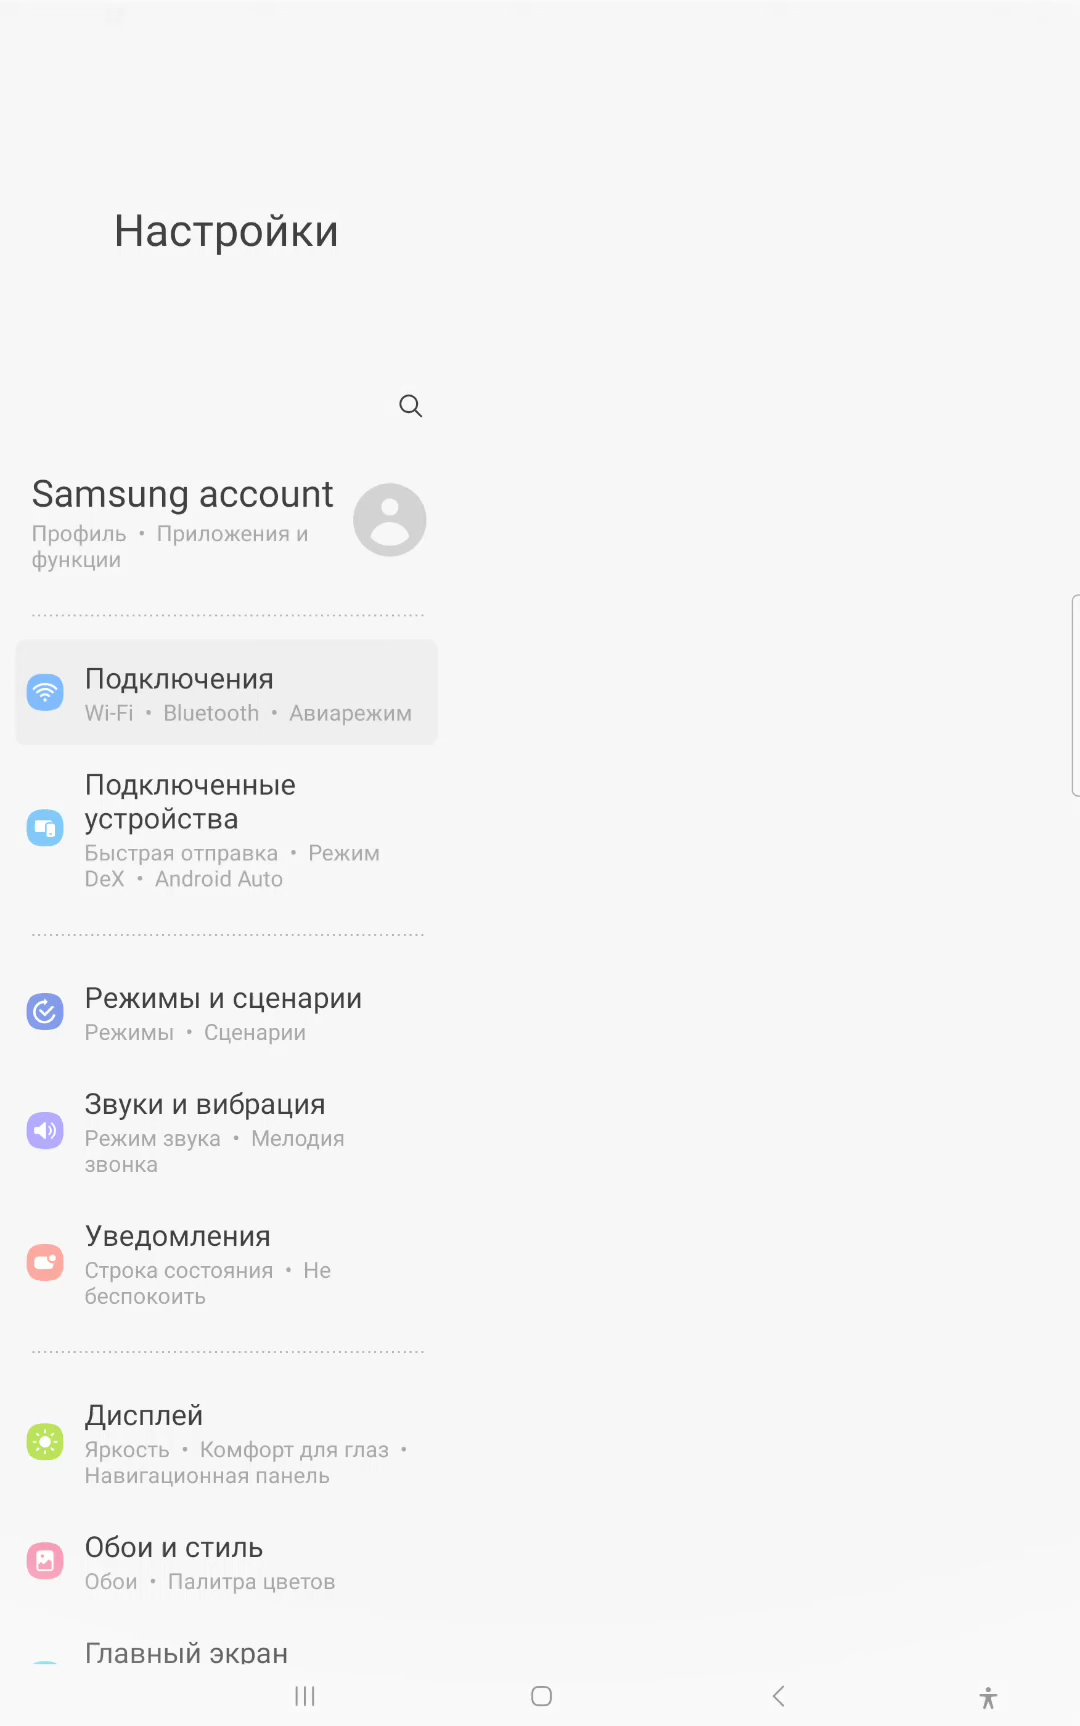 Настройки
Samsung account
Профиль • Приложения и
функции
Подключения
Wi-Fi • Bluetooth • Авиарежим
Подключенные
устройства
Быстрая отправка • Режим
DeX • Android Auto
Режимы и сценарии
Режимы • Сценарии
Звуки и вибрация
Режим звука • Мелодия
звонка
Уведомления
Строка состояния • Не
беспокоить
Дисплей
Яркость • Комфорт для глаз •
Навигационная панель
Обои и стиль
Обои • Палитра цветов
Главный экран